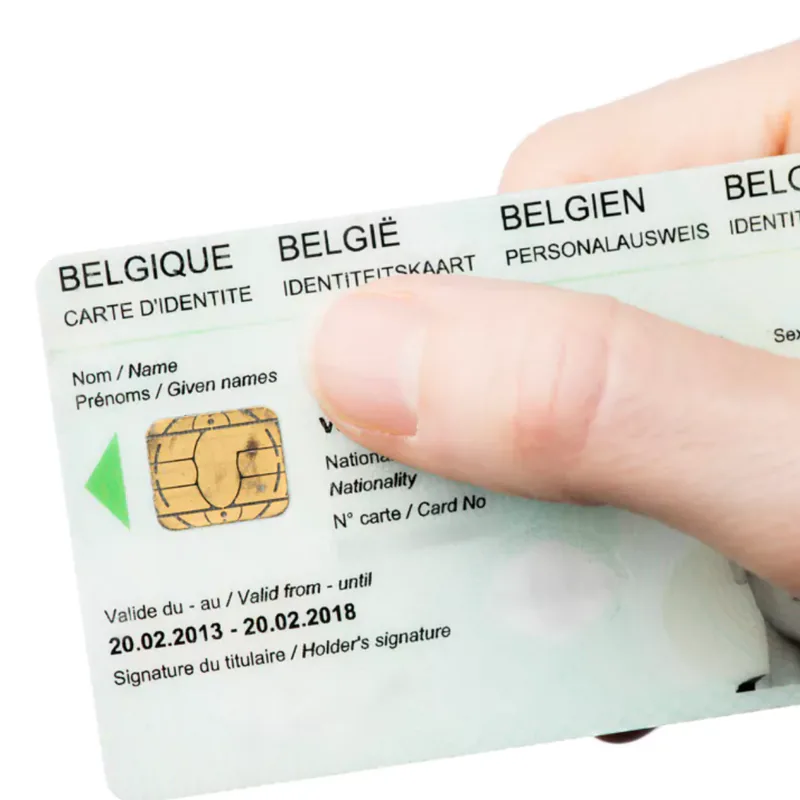 BELGIQUE BELGIË BELGIEN
CARTE D'IDENTITE IDENTITEITSKAART PERSONALAUSWEIS
Nom / Name
Prénoms / Given names
Nationality
N° carte / Card No
Valide du - au / Valid from - until
20.02.2013 - 20.02.2018
Signature du titulaire / Holder's signature